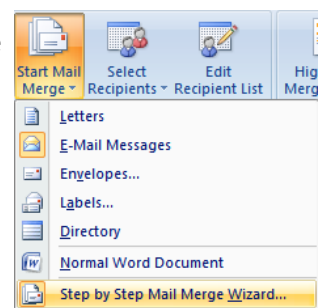 Start Mail Select Edit Hig
Merge Recipients Recipient List Merg
Letters
E-Mail Messages
Envelopes...
Labels...
Directory
Normal Word Document
Step by Step Mail Merge Wizard...